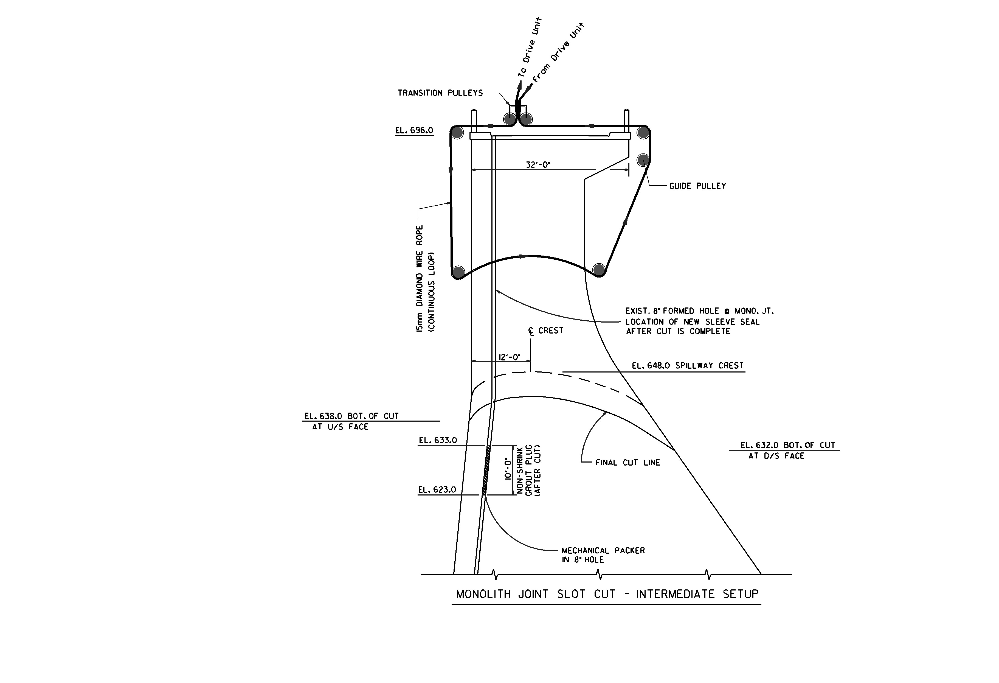 To Drive Unit
From Drive Unit
TRANSITION PULLEYS
EL. 696.0
32'-0"
GUIDE PULLEY
15mm DIAMOND WIRE ROPE
(CONTINUOUS LOOP)
EXIST. 8" FORMED HOLE @ MONO. JT.
LOCATION OF NEW SLEEVE SEAL
AFTER CUT IS COMPLETE
℄ CREST
12'-0"
EL. 648.0 SPILLWAY CREST
EL. 638.0 BOT. OF CUT
AT U/S FACE
EL. 633.0
10'-0"
NON-SHRINK
GROUT PLUG
(AFTER CUT)
EL. 632.0 BOT. OF CUT
AT D/S FACE
FINAL CUT LINE
EL. 623.0
MECHANICAL PACKER
IN 8" HOLE
MONOLITH JOINT SLOT CUT - INTERMEDIATE SETUP